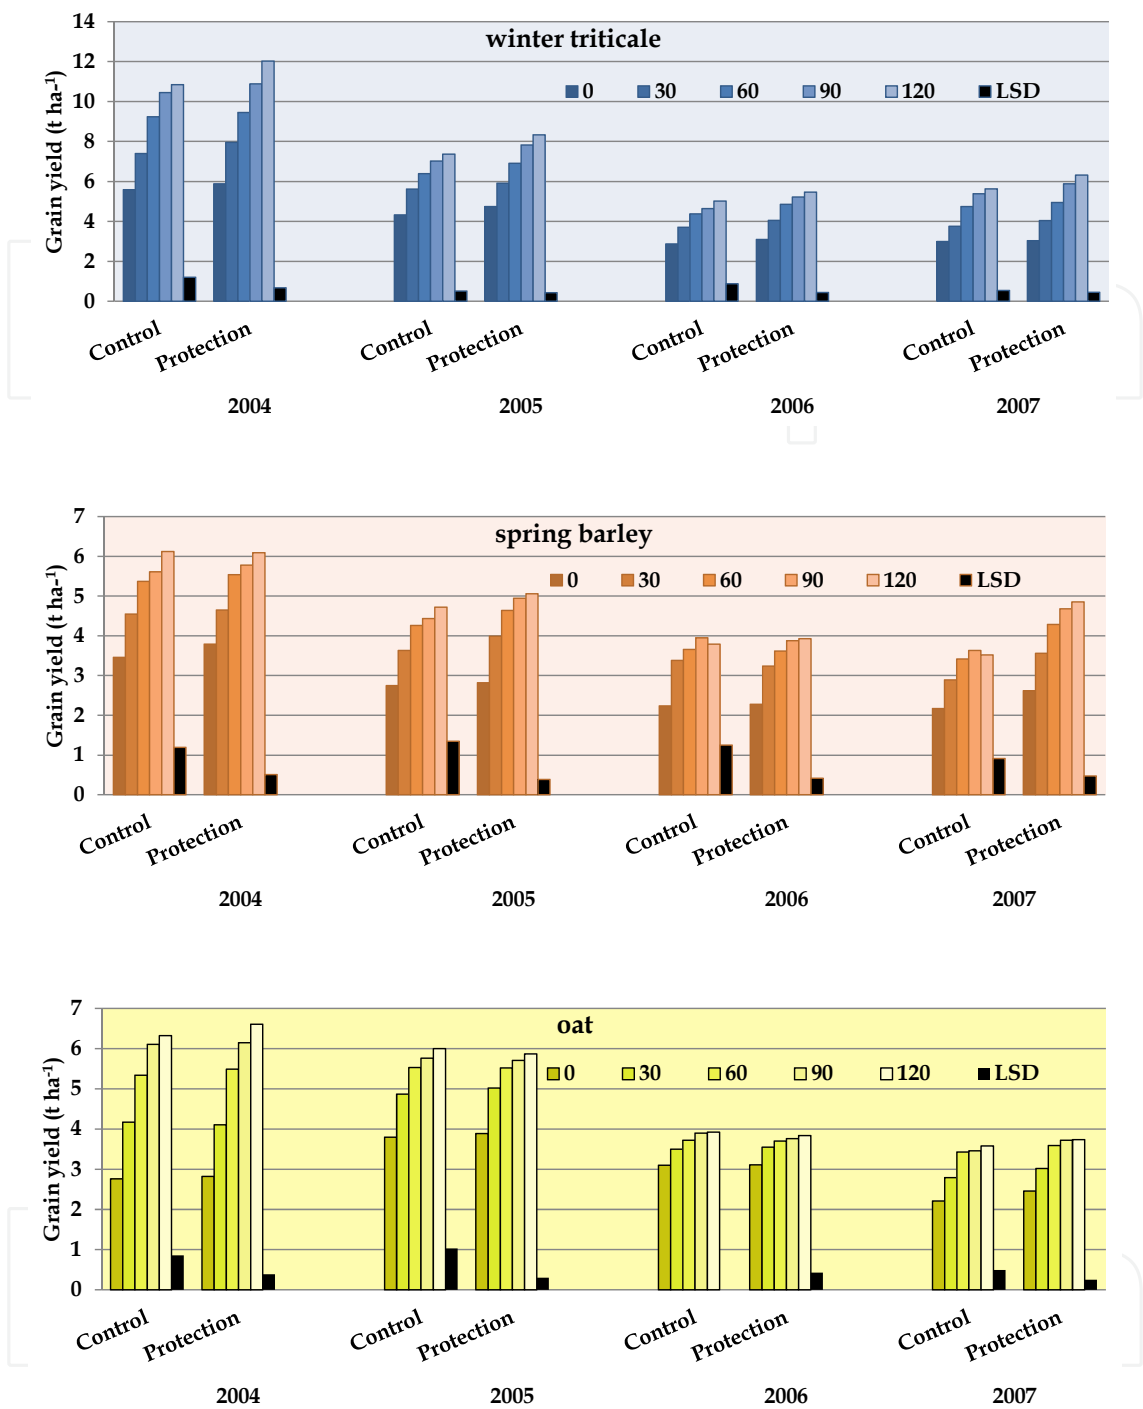 winter triticale
Grain yield (t ha-1)
14
12
10
8
6
4
2
0
0 30 60 90 120 LSD
Control Protection Control Protection Control Protection Control Protection
2004 2005 2006 2007
spring barley
Grain yield (t ha-1)
7
6
5
4
3
2
1
0
0 30 60 90 120 LSD
Control Protection Control Protection Control Protection Control Protection
2004 2005 2006 2007
oat
Grain yield (t ha-1)
7
6
5
4
3
2
1
0
0 30 60 90 120 LSD
Control Protection Control Protection Control Protection Control Protection
2004 2005 2006 2007